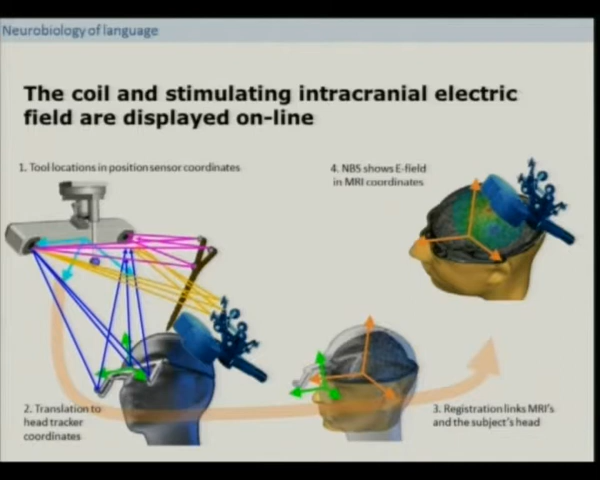 Neurobiology of language
The coil and stimulating intracranial electric
field are displayed on-line
1. Tool locations in position sensor coordinates
4. NBS shows E-field
in MRI coordinates
2. Translation to
head tracker
coordinates
3. Registration links MRI's
and the subject's head